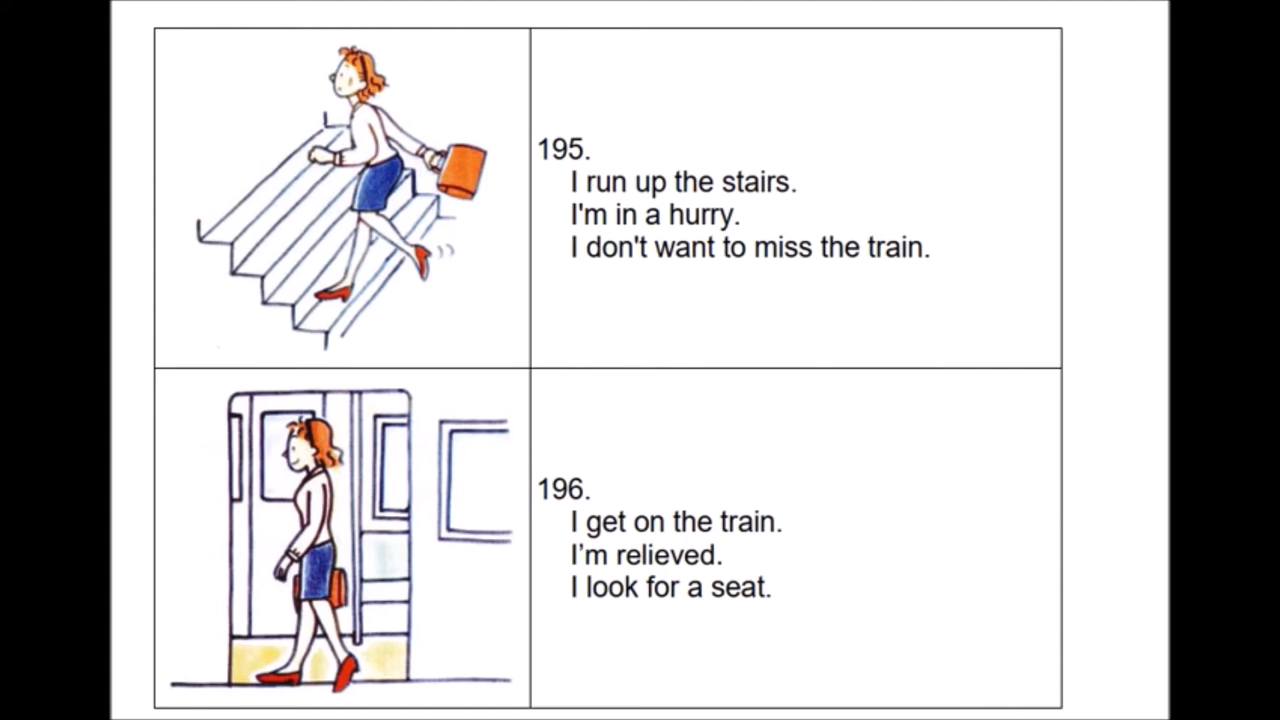 195.
I run up the stairs.
I'm in a hurry.
I don't want to miss the train.
196.
I get on the train.
I’m relieved.
I look for a seat.